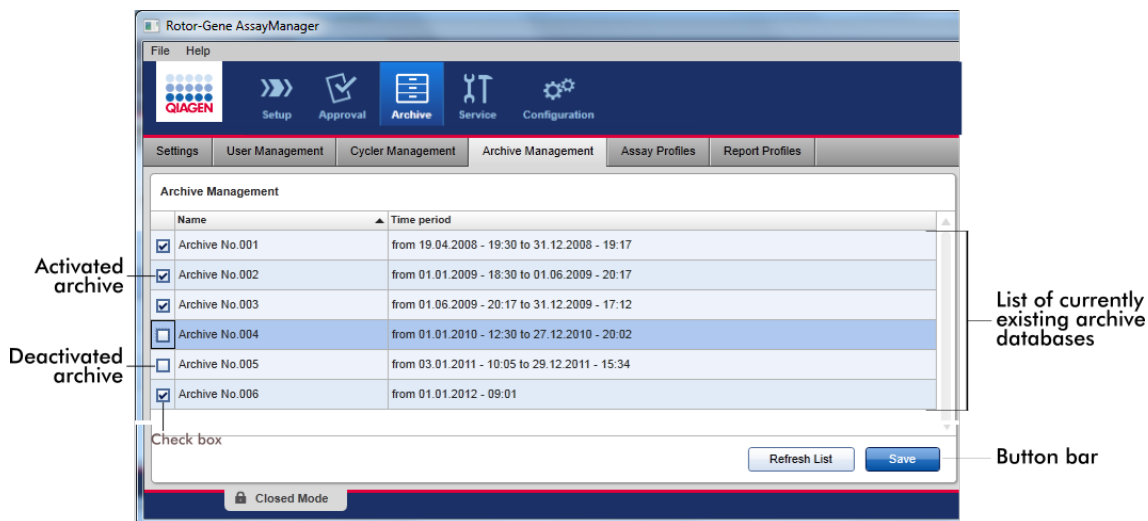 Rotor-Gene AssayManager
File Help
QIAGEN
Setup Approval Archive Service Configuration
Settings User Management Cycler Management Archive Management Assay Profiles Report Profiles
Archive Management
Name Time period
Archive No.001 from 19.04.2008 - 19:30 to 31.12.2008 - 19:17
Activated archive
Archive No.002 from 01.01.2009 - 18:30 to 01.06.2009 - 20:17
Archive No.003 from 01.06.2009 - 20:17 to 31.12.2009 - 17:12
List of currently existing archive databases
Archive No.004 from 01.01.2010 - 12:30 to 27.12.2010 - 20:02
Deactivated archive
Archive No.005 from 03.01.2011 - 10:05 to 29.12.2011 - 15:34
Archive No.006 from 01.01.2012 - 09:01
Check box
Refresh List Save
Button bar
Closed Mode